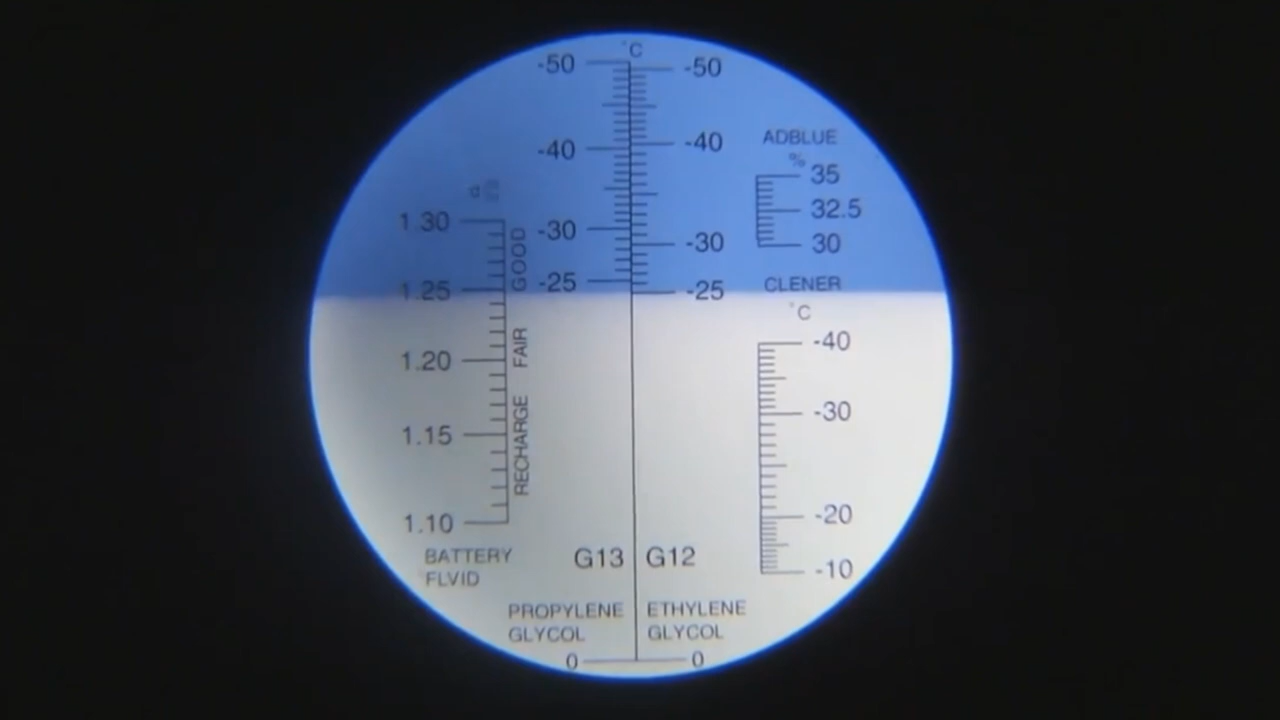 °C
-50 -50
-40 -40
-30 -30
-25 -25
ADBLUE
%
35
32.5
30
1.30
1.25
1.20
1.15
1.10
GOOD
FAIR
RECHARGE
BATTERY
FLVID
CLENER
°C
-40
-30
-20
-10
G13 G12
PROPYLENE
GLYCOL
ETHYLENE
GLYCOL
0 0